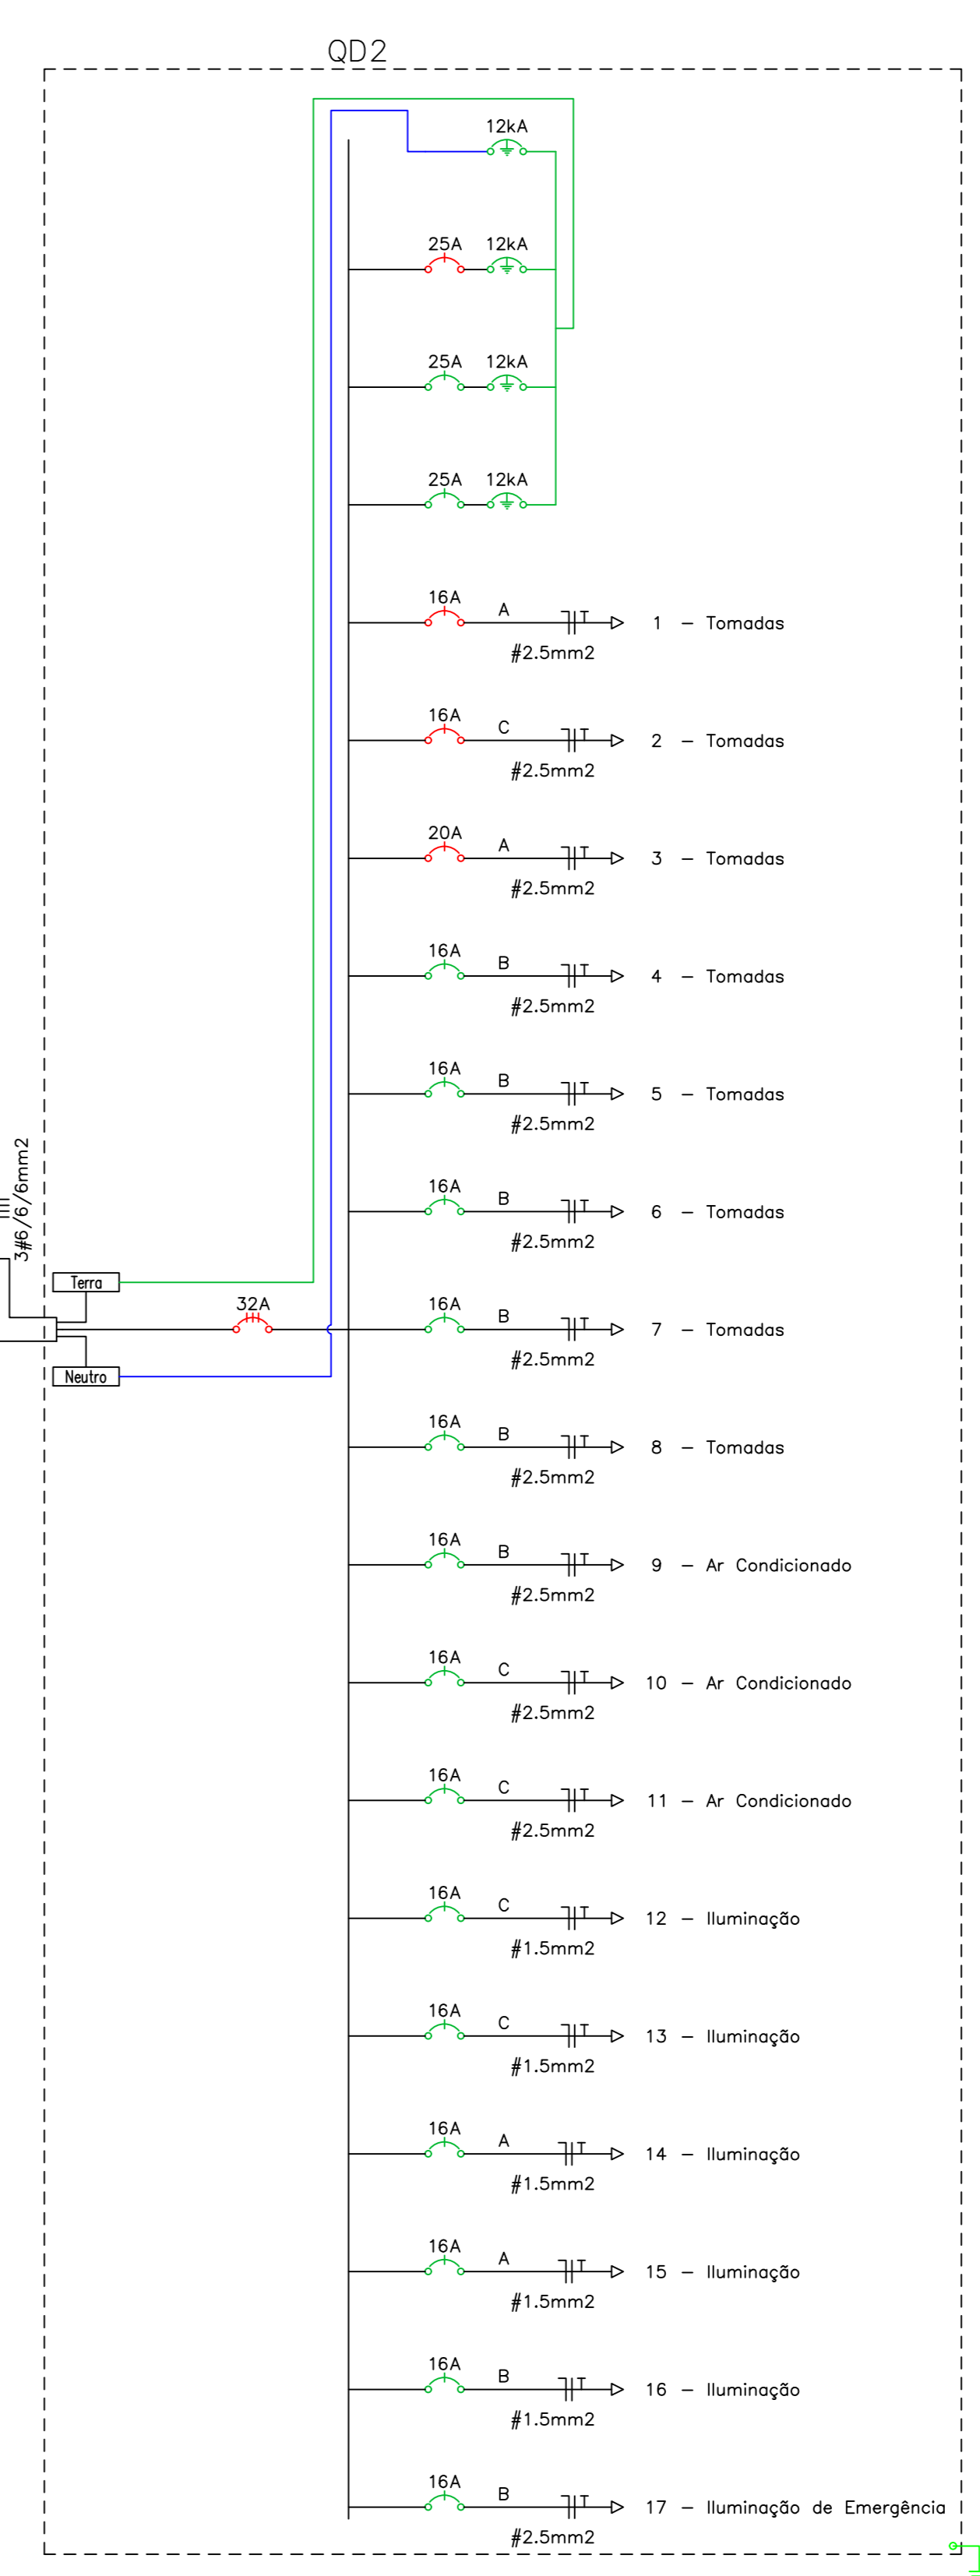 QD2
12kA
25A 12kA
25A 12kA
25A 12kA
16A A
1 - Tomadas
#2.5mm2
16A C
2 - Tomadas
#2.5mm2
20A A
3 - Tomadas
#2.5mm2
16A B
4 - Tomadas
#2.5mm2
16A B
5 - Tomadas
#2.5mm2
16A B
6 - Tomadas
#2.5mm2
3#6/6/6mm2
Terra
32A
Neutro
16A B
7 - Tomadas
#2.5mm2
16A B
8 - Tomadas
#2.5mm2
16A B
9 - Ar Condicionado
#2.5mm2
16A C
10 - Ar Condicionado
#2.5mm2
16A C
11 - Ar Condicionado
#2.5mm2
16A C
12 - Iluminação
#1.5mm2
16A C
13 - Iluminação
#1.5mm2
16A A
14 - Iluminação
#1.5mm2
16A A
15 - Iluminação
#1.5mm2
16A B
16 - Iluminação
#1.5mm2
16A B
17 - Iluminação de Emergência
#2.5mm2